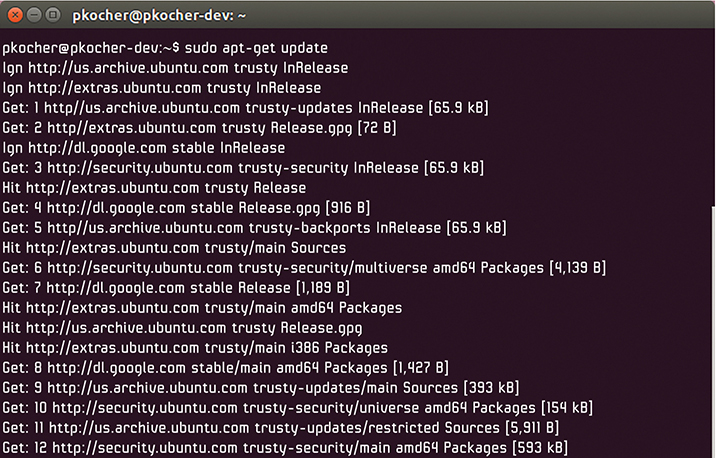 pkocher@pkocher-dev: ~
pkocher@pkocher-dev:~$ sudo apt-get update
Ign http://us.archive.ubuntu.com trusty InRelease
Ign http://extras.ubuntu.com trusty InRelease
Get: 1 http//us.archive.ubuntu.com trusty-updates InRelease [65.9 kB]
Get: 2 http//extras.ubuntu.com trusty Release.gpg [72 B]
Ign http://dl.google.com stable InRelease
Get: 3 http://security.ubuntu.com trusty-security InRelease [65.9 kB]
Hit http://extras.ubuntu.com trusty Release
Get: 4 http://dl.google.com stable Release.gpg [916 B]
Get: 5 http//us.archive.ubuntu.com trusty-backports InRelease [65.9 kB]
Hit http://extras.ubuntu.com trusty/main Sources
Get: 6 http://security.ubuntu.com trusty-security/multiverse amd64 Packages [4,139 B]
Get: 7 http://dl.google.com stable Release [1,189 B]
Hit http://extras.ubuntu.com trusty/main amd64 Packages
Hit http://us.archive.ubuntu.com trusty Release.gpg
Hit http://extras.ubuntu.com trusty/main i386 Packages
Get: 8 http://dl.google.com stable/main amd64 Packages [1,427 B]
Get: 9 http://us.archive.ubuntu.com trusty-updates/main Sources [393 kB]
Get: 10 http://security.ubuntu.com trusty-security/universe amd64 Packages [154 kB]
Get: 11 http://us.archive.ubuntu.com trusty-updates/restricted Sources [5,911 B]
Get: 12 http://security.ubuntu.com trusty-security/main amd64 Packages [593 kB]